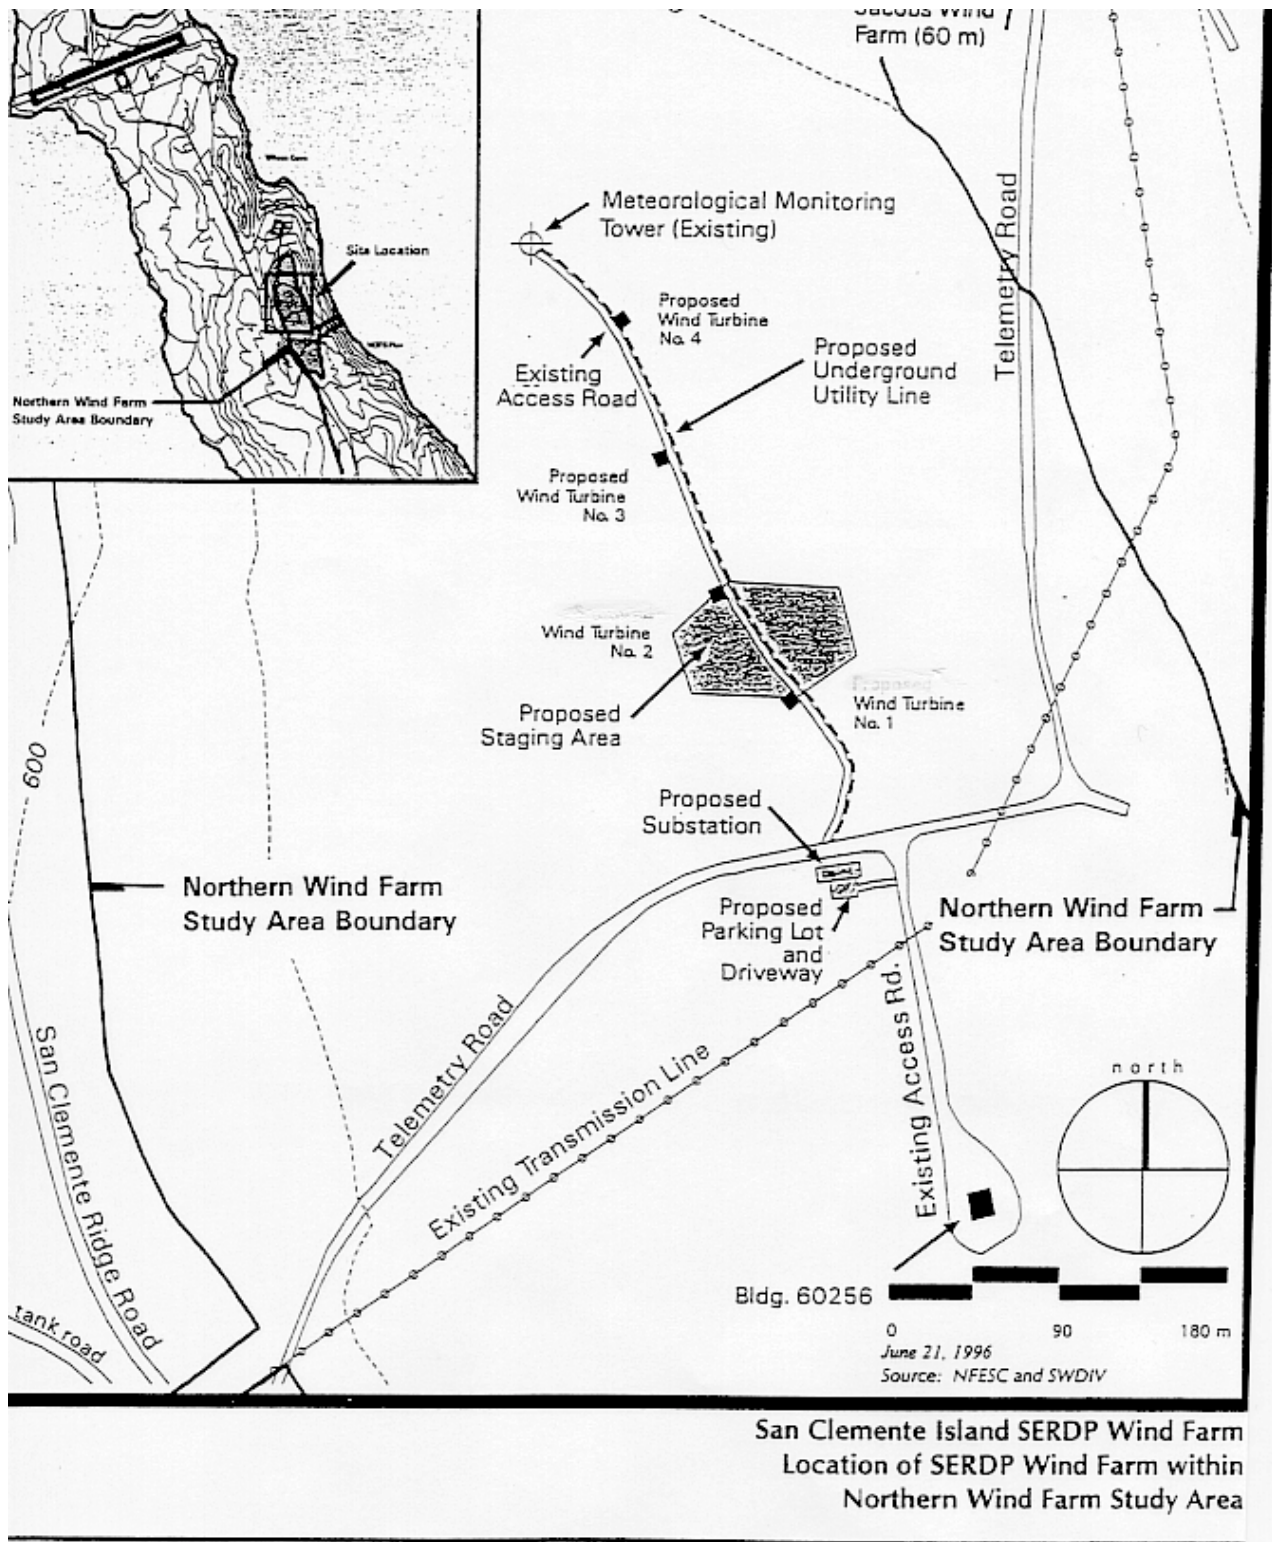 Jacobs Wind
Farm (60 m)
Site Location
Northern Wind Farm
Study Area Boundary
Meteorological Monitoring
Tower (Existing)
Telemetry Road
Proposed
Wind Turbine
No. 4
Existing
Access Road
Proposed
Underground
Utility Line
Proposed
Wind Turbine
No. 3
Wind Turbine
No. 2
Proposed
Staging Area
Proposed
Wind Turbine
No. 1
600
Proposed
Substation
Northern Wind Farm
Study Area Boundary
Proposed
Parking Lot
and
Driveway
Northern Wind Farm
Study Area Boundary
Telemetry Road
Existing Transmission Line
Existing Access Rd.
San Clemente Ridge Road
tank road
north
Bldg. 60256
0 90 180 m
June 21, 1996
Source: NFESC and SWDIV
San Clemente Island SERDP Wind Farm
Location of SERDP Wind Farm within
Northern Wind Farm Study Area